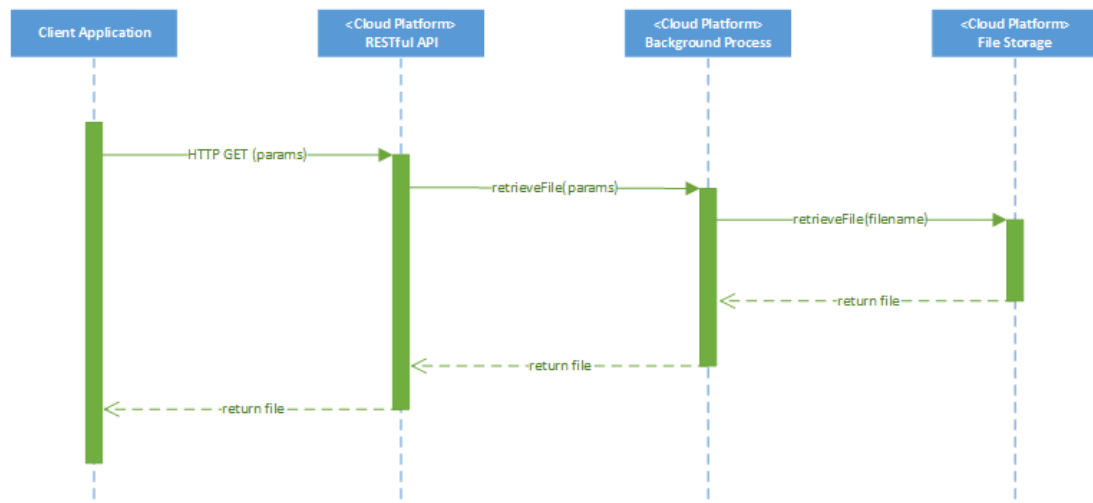 Client Application
<Cloud Platform>
RESTful API
<Cloud Platform>
Background Process
<Cloud Platform>
File Storage
HTTP GET (params)
retrieveFile(params)
retrieveFile(filename)
return file
return file
return file